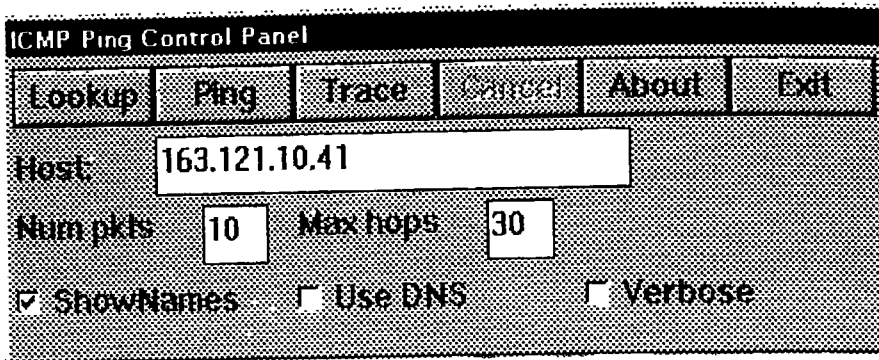 ICMP Ping Control Panel
Lookup Ping Trace Cancel About Exit
Host: 163.121.10.41
Num pkts 10 Max hops 30
ShowNames Use DNS Verbose